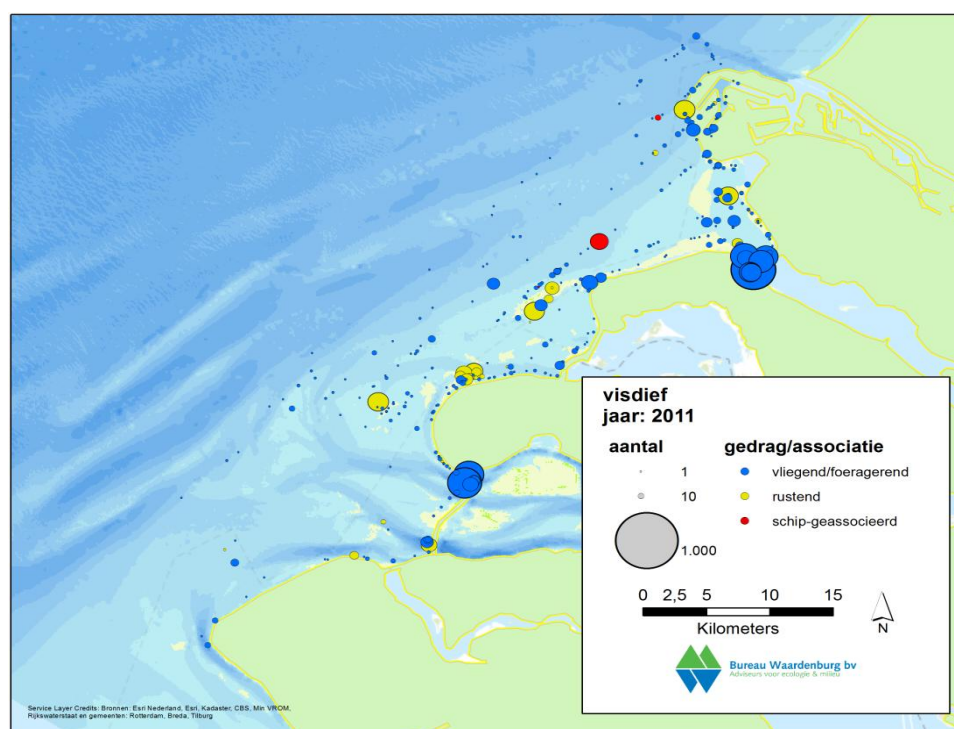 visdief
jaar: 2011
aantal
1
10
1.000
gedrag/associatie
vliegend/foeragerend
rustend
schip-geassocieerd
0 2,5 5 10 15
Kilometers
N
Bureau Waardenburg bv
Adviseurs voor ecologie & milieu
Service Layer Credits: Bronnen: Esri Nederland, Esri, Kadaster, CBS, Min VROM,
Rijkswaterstaat en gemeenten: Rotterdam, Breda, Tilburg